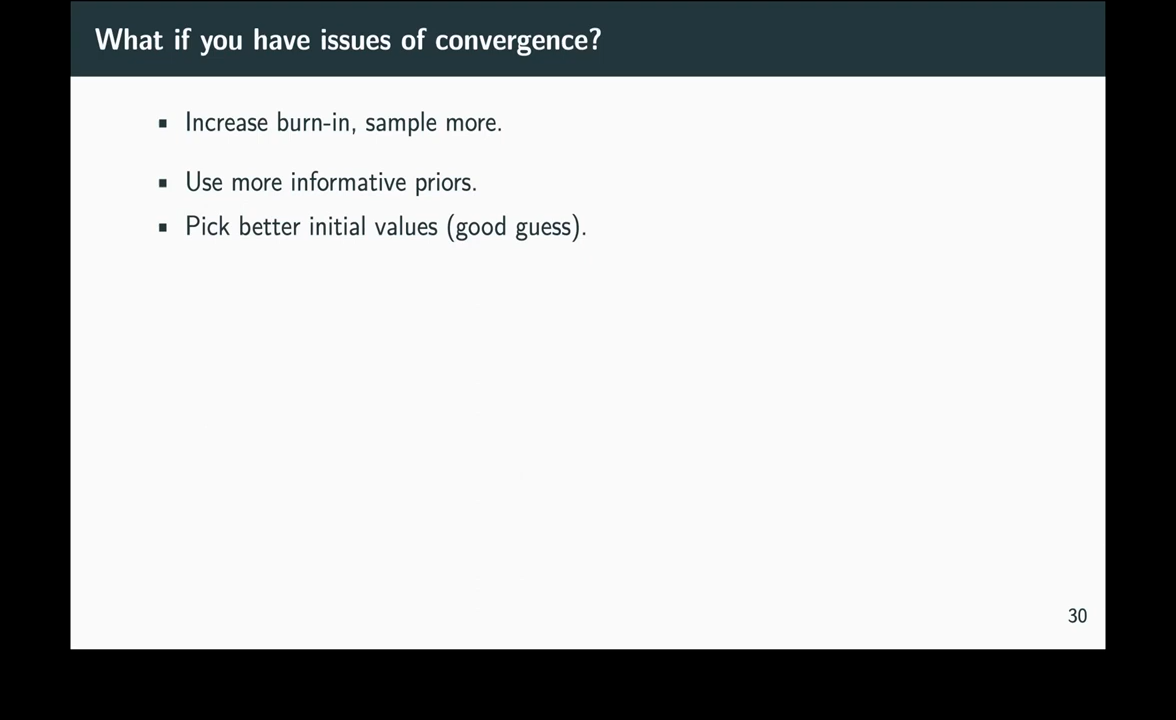 What if you have issues of convergence?
▪ Increase burn-in, sample more.
▪ Use more informative priors.
▪ Pick better initial values (good guess).
30